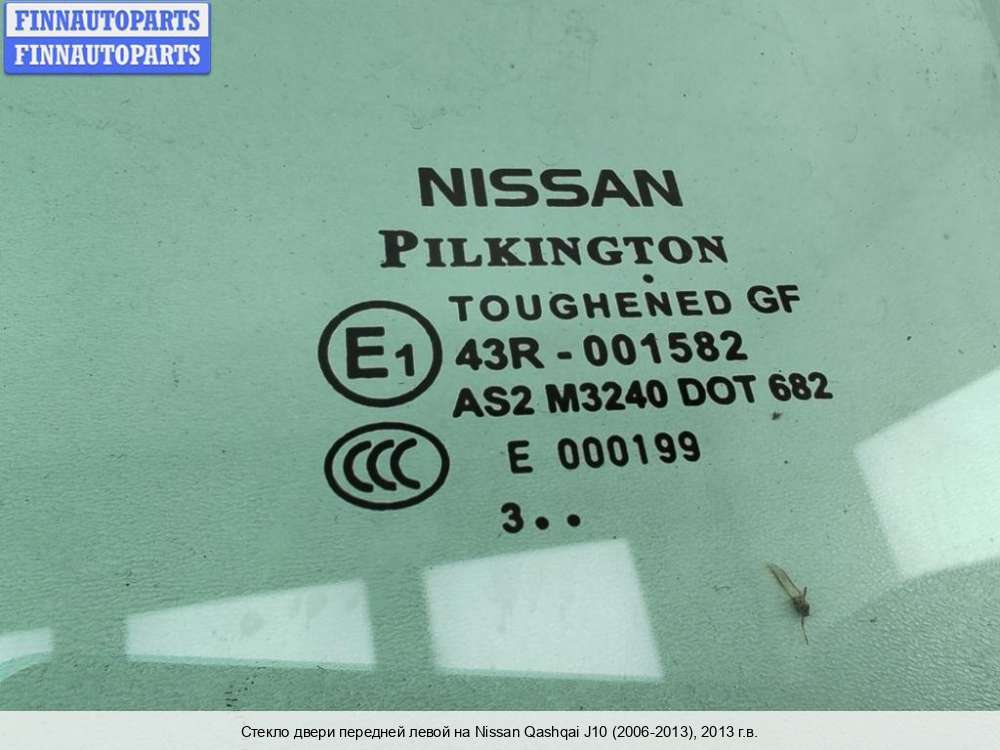 FINNAUTOPARTS
FINNAUTOPARTS
NISSAN
PILKINGTON
TOUGHENED GF
E1
43R - 001582
AS2 M3240 DOT 682
CCC
E 000199
3..
Стекло двери передней левой на Nissan Qashqai J10 (2006-2013), 2013 г.в.